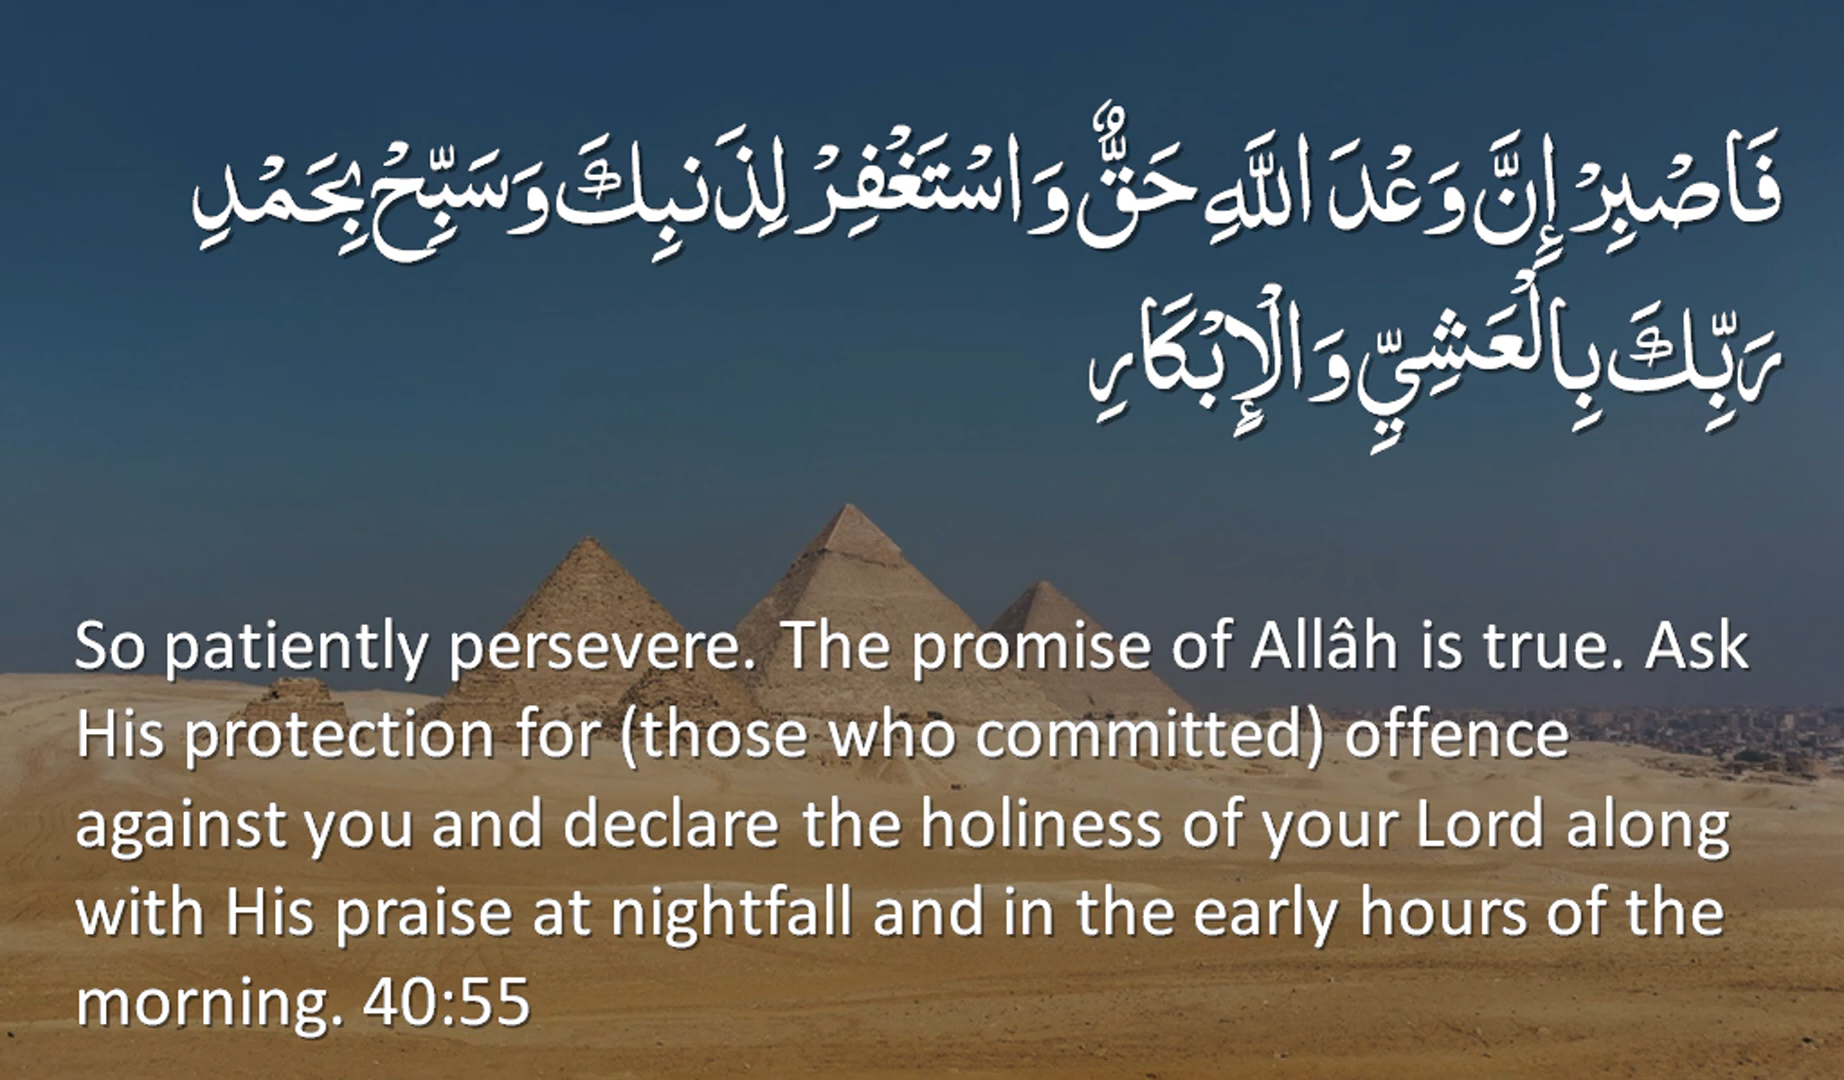 فَاصْبِرْ إِنَّ وَعْدَ اللَّهِ حَقٌّ وَاسْتَغْفِرْ لِذَنبِكَ وَسَبِّحْ بِحَمْدِ
رَبِّكَ بِالْعَشِيِّ وَالْإِبْكَارِ
So patiently persevere. The promise of Allâh is true. Ask
His protection for (those who committed) offence
against you and declare the holiness of your Lord along
with His praise at nightfall and in the early hours of the
morning. 40:55